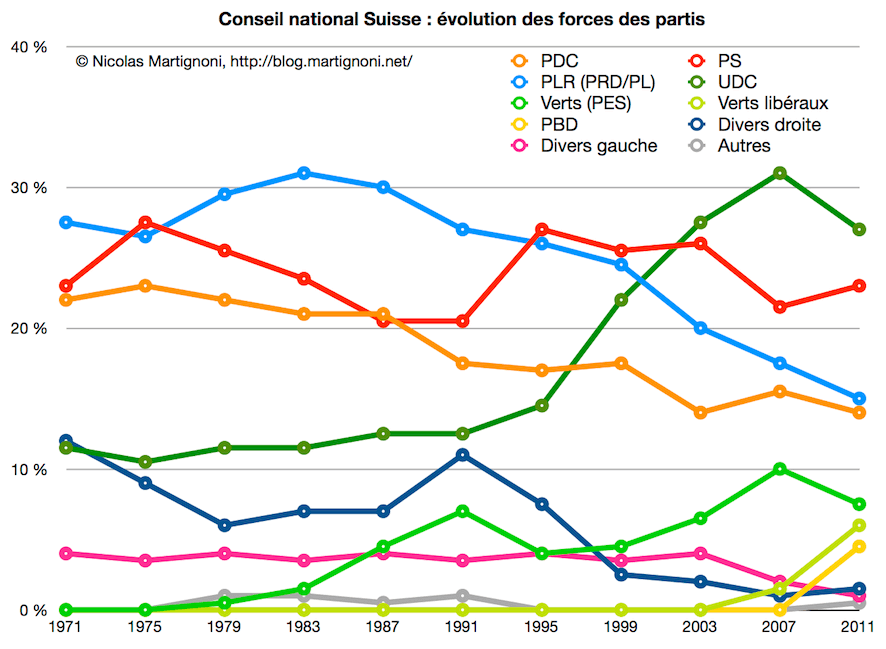 Conseil national Suisse : évolution des forces des partis
40 %
© Nicolas Martignoni, http://blog.martignoni.net/
PDC
PS
PLR (PRD/PL)
UDC
Verts (PES)
Verts libéraux
PBD
Divers droite
Divers gauche
Autres
30 %
20 %
10 %
0 %
1971 1975 1979 1983 1987 1991 1995 1999 2003 2007 2011